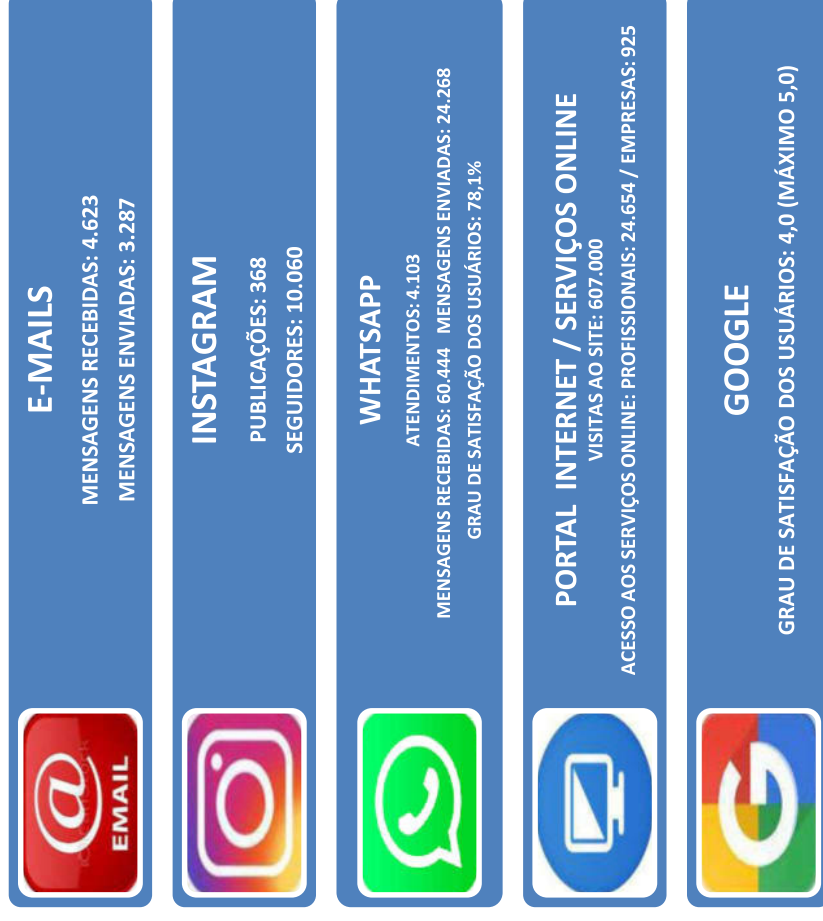 EMAIL
E-MAILS
MENSAGENS RECEBIDAS: 4.623
MENSAGENS ENVIADAS: 3.287
INSTAGRAM
PUBLICAÇÕES: 368
SEGUIDORES: 10.060
WHATSAPP
ATENDIMENTOS: 4.103
MENSAGENS RECEBIDAS: 60.444 MENSAGENS ENVIADAS: 24.268
GRAU DE SATISFAÇÃO DOS USUÁRIOS: 78,1%
PORTAL INTERNET / SERVIÇOS ONLINE
VISITAS AO SITE: 607.000
ACESSO AOS SERVIÇOS ONLINE: PROFISSIONAIS: 24.654 / EMPRESAS: 925
GOOGLE
GRAU DE SATISFAÇÃO DOS USUÁRIOS: 4,0 (MÁXIMO 5,0)